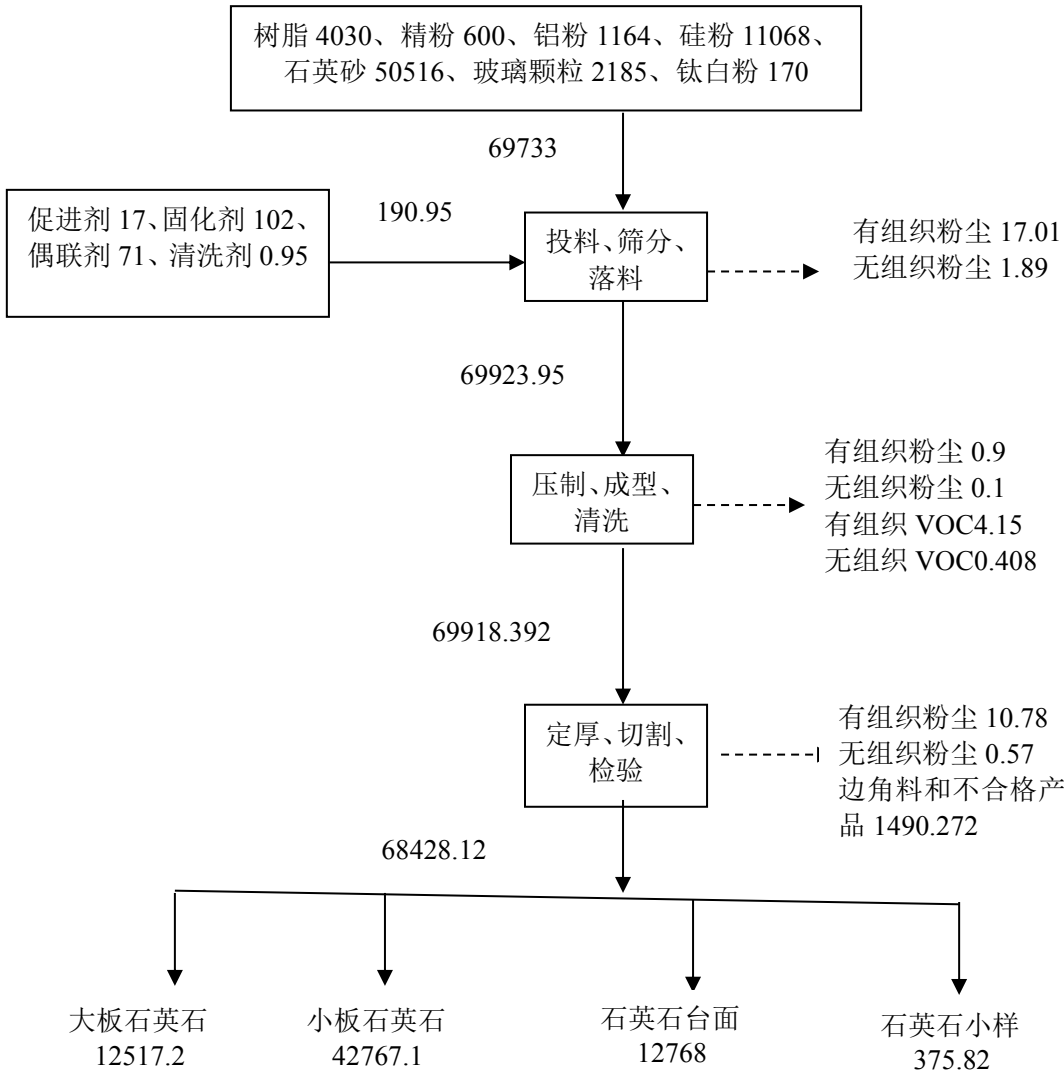 树脂 4030、精粉 600、铝粉 1164、硅粉 11068、
石英砂 50516、玻璃颗粒 2185、钛白粉 170
69733
促进剂 17、固化剂 102、
偶联剂 71、清洗剂 0.95
190.95
投料、筛分、
落料
有组织粉尘 17.01
无组织粉尘 1.89
69923.95
压制、成型、
清洗
有组织粉尘 0.9
无组织粉尘 0.1
有组织 VOC4.15
无组织 VOC0.408
69918.392
定厚、切割、
检验
有组织粉尘 10.78
无组织粉尘 0.57
边角料和不合格产
品 1490.272
68428.12
大板石英石
12517.2
小板石英石
42767.1
石英石台面
12768
石英石小样
375.82